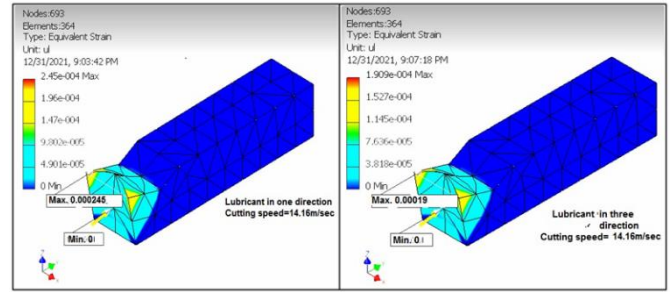 Nodes:693
Elements:364
Type: Equivalent Strain
Unit: ul
12/31/2021, 9:03:42 PM
2.45e-004 Max
1.96e-004
1.47e-004
9.802e-005
4.901e-005
0 Min
Max. 0.000245
Min. 0
Lubricant in one direction
Cutting speed=14.16m/sec
Nodes:693
Elements:364
Type: Equivalent Strain
Unit: ul
12/31/2021, 9:07:18 PM
1.909e-004 Max
1.527e-004
1.145e-004
7.636e-005
3.818e-005
0 Min
Max. 0.00019
Min. 0
Lubricant in three
direction
Cutting speed= 14.16m/sec